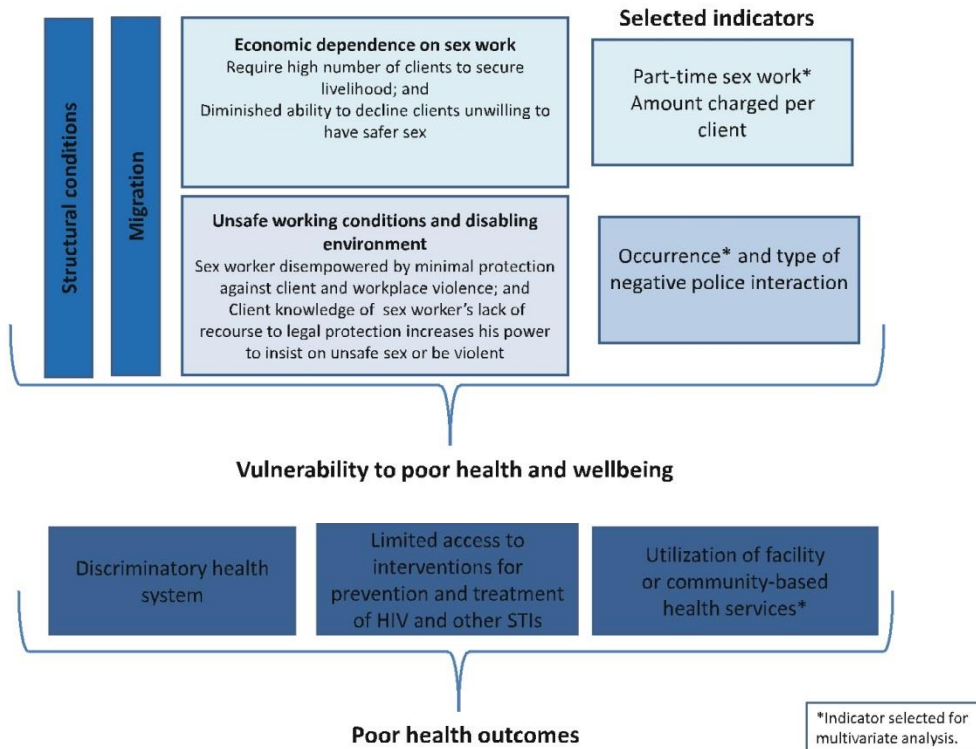 Selected indicators
Structural conditions
Migration
Economic dependence on sex work
Require high number of clients to secure
livelihood; and
Diminished ability to decline clients unwilling to
have safer sex
Part-time sex work*
Amount charged per
client
Unsafe working conditions and disabling
environment
Sex worker disempowered by minimal protection
against client and workplace violence; and
Client knowledge of sex worker's lack of
recourse to legal protection increases his power
to insist on unsafe sex or be violent
Occurrence* and type of
negative police interaction
Vulnerability to poor health and wellbeing
Discriminatory health
system
Limited access to
interventions for
prevention and treatment
of HIV and other STIs
Utilization of facility
or community-based
health services*
Poor health outcomes
*Indicator selected for
multivariate analysis.